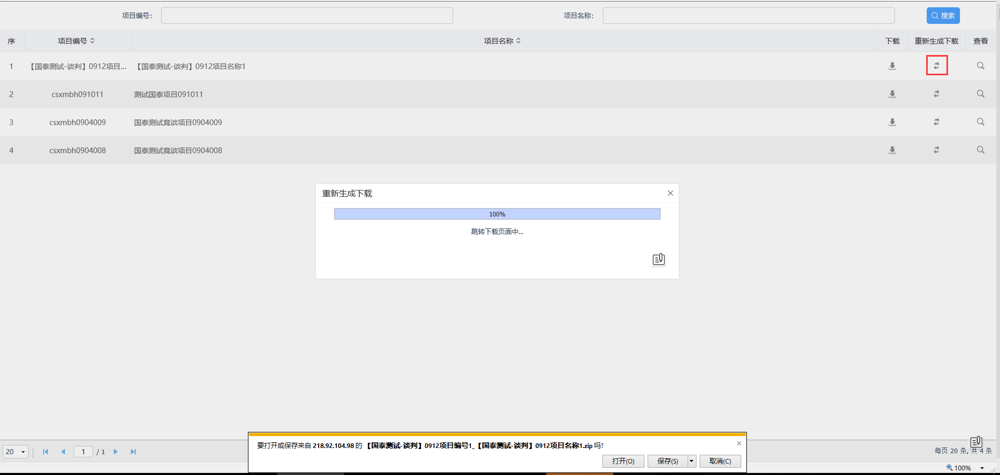 项目编号： 项目名称： 搜索
序 项目编号 项目名称 下载 重新生成下载 查看
1 【国泰测试-谈判】0912项目... 【国泰测试-谈判】0912项目名称1
2 csxmbh091011 测试国泰项目091011
3 csxmbh0904009 国泰测试竟谈项目0904009
4 csxmbh0904008 国泰测试竟谈项目0904008
重新生成下载
100%
跳转下载页面中...
要打开或保存来自 218.92.104.98 的 【国泰测试-谈判】0912项目编号1_【国泰测试-谈判】0912项目名称1.zip 吗?
打开(O) 保存(S) 取消(C)
20 1 / 1 每页 20 条, 共 4 条
100%